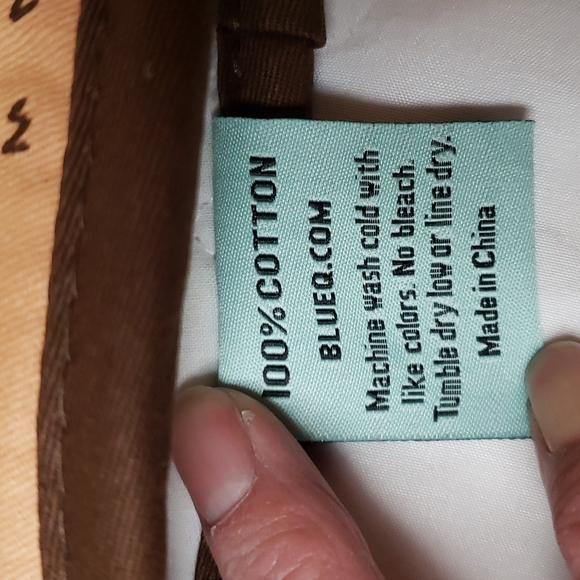 100% COTTON
BLUEQ.COM
Machine wash cold with
like colors. No bleach.
Tumble dry low or line dry.
Made in China